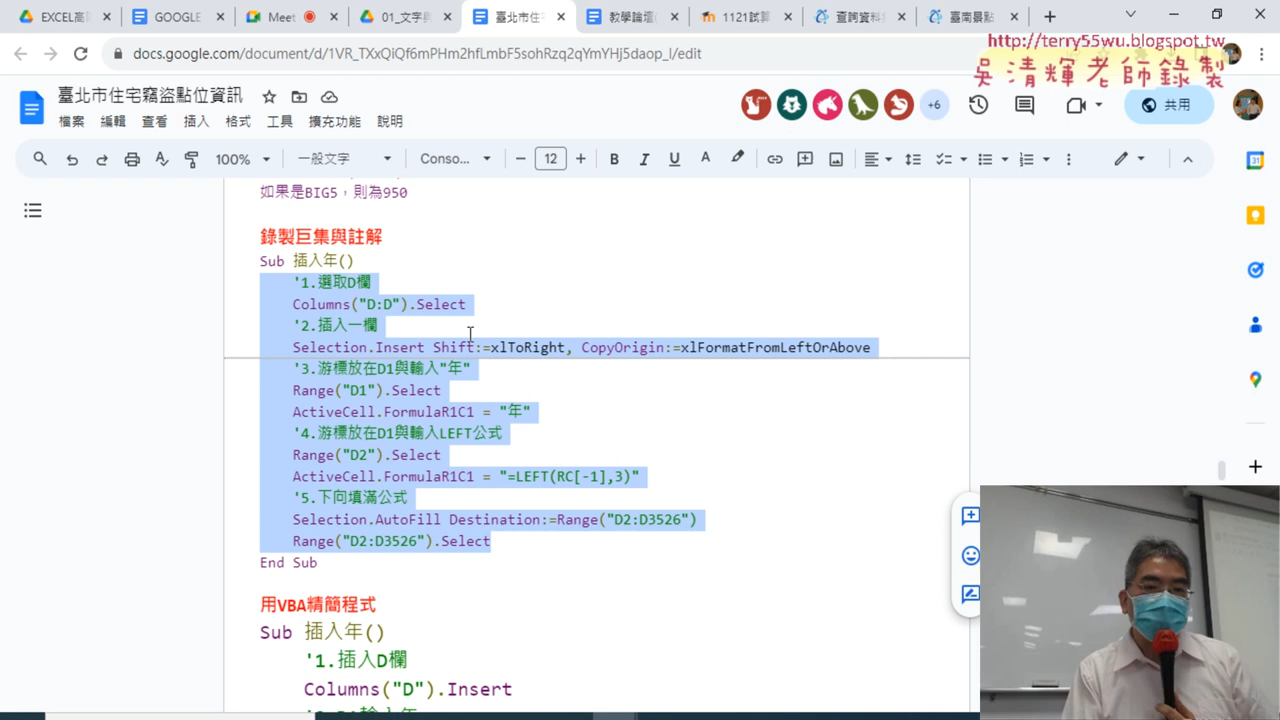 EXCEL高
GOOGLE
Meet
01_文字與
臺北市住宅
教學論壇(
1121試算
查詢資料
臺南景點
docs.google.com/document/d/1VR_TXxQiQf6mPHm2hfLmbF5sohRzq2qYmYHj5daop_I/edit
http://terry55wu.blogspot.tw
吳清輝老師錄製
臺北市住宅竊盜點位資訊
+6
共用
檔案 編輯 查看 插入 格式 工具 擴充功能 說明
100% 一般文字 Conso... 12 B I U A
31
如果是BIG5，則為950
錄製巨集與註解
Sub 插入年()
'1.選取D欄
Columns("D:D").Select
'2.插入一欄
Selection.Insert Shift:=xlToRight, CopyOrigin:=xlFormatFromLeftOrAbove
'3.游標放在D1與輸入"年"
Range("D1").Select
ActiveCell.FormulaR1C1 = "年"
'4.游標放在D1與輸入LEFT公式
Range("D2").Select
ActiveCell.FormulaR1C1 = "=LEFT(RC[-1],3)"
'5.下向填滿公式
Selection.AutoFill Destination:=Range("D2:D3526")
Range("D2:D3526").Select
End Sub
用VBA精簡程式
Sub 插入年()
'1.插入D欄
Columns("D").Insert